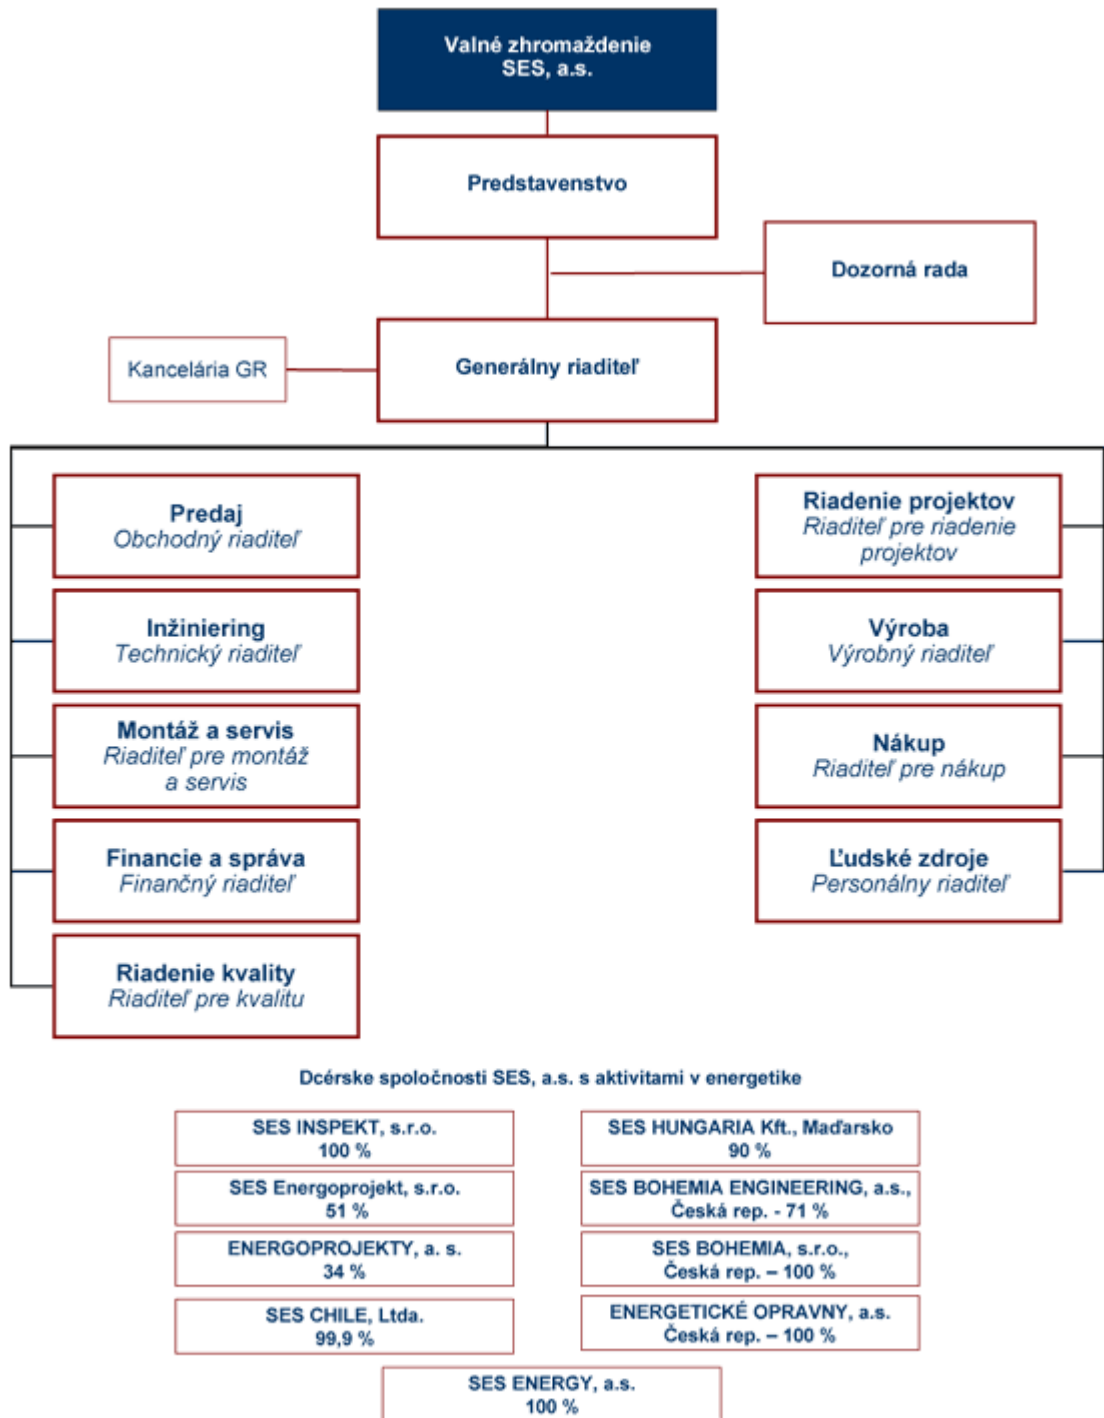 Valné zhromaždenie
SES, a.s.
Predstavenstvo
Dozorná rada
Kancelária GR
Generálny riaditeľ
Predaj
Obchodný riaditeľ
Inžiniering
Technický riaditeľ
Montáž a servis
Riaditeľ pre montáž
a servis
Financie a správa
Finančný riaditeľ
Riadenie kvality
Riaditeľ pre kvalitu
Riadenie projektov
Riaditeľ pre riadenie
projektov
Výroba
Výrobný riaditeľ
Nákup
Riaditeľ pre nákup
Ľudské zdroje
Personálny riaditeľ
Dcérske spoločnosti SES, a.s. s aktivitami v energetike
SES INSPEKT, s.r.o.
100 %
SES HUNGARIA Kft., Maďarsko
90 %
SES Energoprojekt, s.r.o.
51 %
SES BOHEMIA ENGINEERING, a.s.,
Česká rep. - 71 %
ENERGOPROJEKTY, a. s.
34 %
SES BOHEMIA, s.r.o.,
Česká rep. – 100 %
SES CHILE, Ltda.
99,9 %
ENERGETICKÉ OPRAVNY, a.s.
Česká rep. – 100 %
SES ENERGY, a.s.
100 %